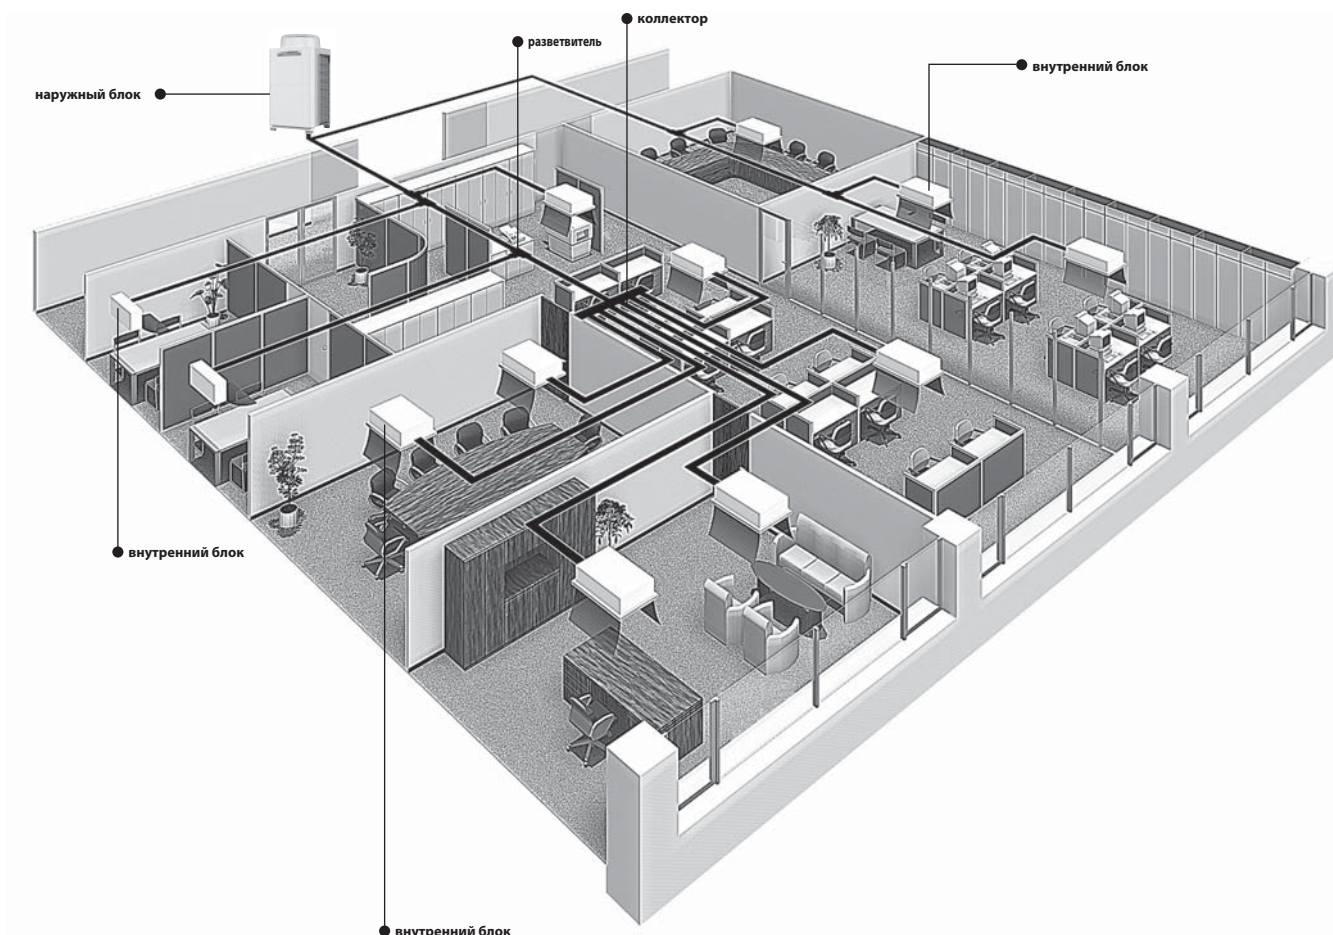 коллектор
разветвитель
внутренний блок
наружный блок
внутренний блок
внутренний блок